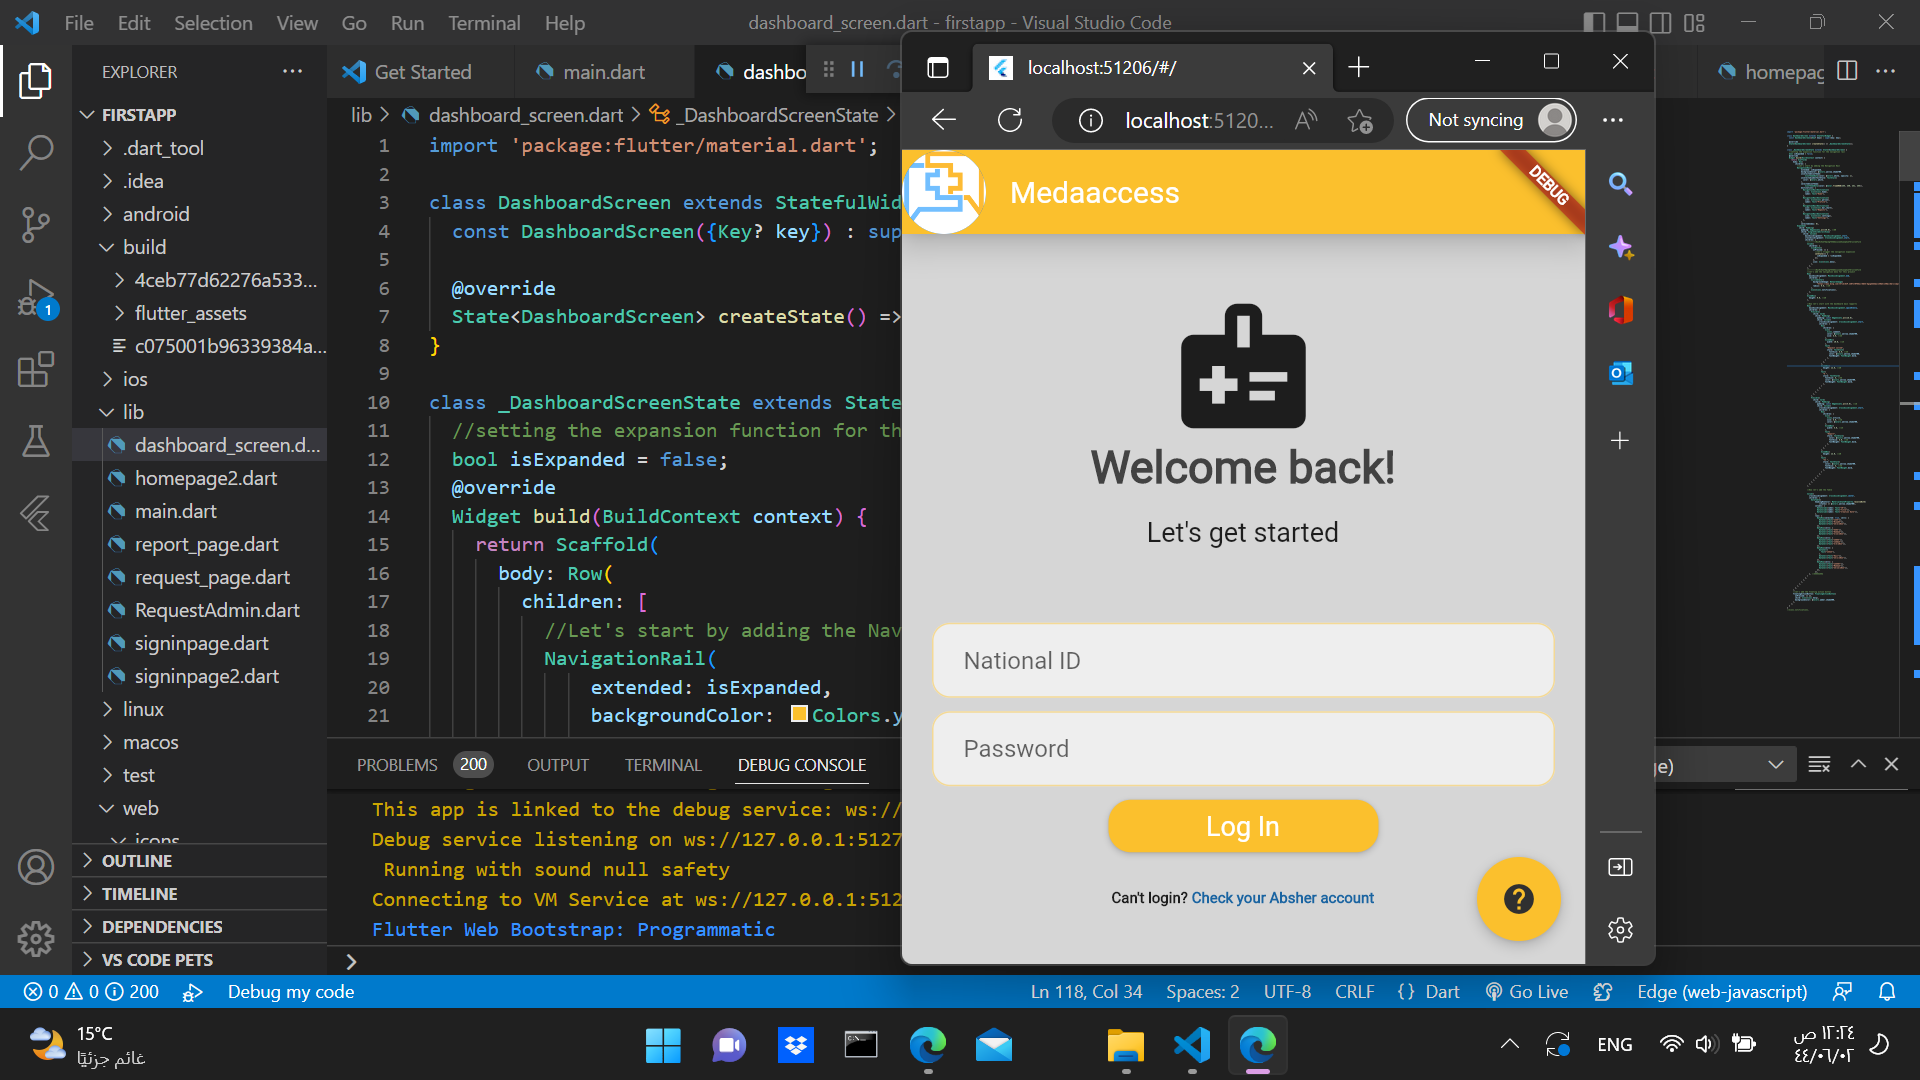 File Edit Selection View Go Run Terminal Help
dashboard_screen.dart - firstapp - Visual Studio Code
EXPLORER
FIRSTAPP
.dart_tool
.idea
android
build
4ceb77d62276a533...
flutter_assets
c075001b96339384a...
ios
lib
dashboard_screen.d...
homepage2.dart
main.dart
report_page.dart
request_page.dart
RequestAdmin.dart
signinpage.dart
signinpage2.dart
linux
macos
test
web
icons
OUTLINE
TIMELINE
DEPENDENCIES
VS CODE PETS
1
Get Started main.dart dashbo homepag
lib > dashboard_screen.dart > _DashboardScreenState >
1 import 'package:flutter/material.dart';
2
3 class DashboardScreen extends StatefulWid
4 const DashboardScreen({Key? key}) : sup
5
6 @override
7 State<DashboardScreen> createState() =>
8 }
9
10 class _DashboardScreenState extends State
11 //setting the expansion function for th
12 bool isExpanded = false;
13 @override
14 Widget build(BuildContext context) {
15 return Scaffold(
16 body: Row(
17 children: [
18 //Let's start by adding the Nav
19 NavigationRail(
20 extended: isExpanded,
21 backgroundColor: Colors.y
PROBLEMS 200 OUTPUT TERMINAL DEBUG CONSOLE
ge)
This app is linked to the debug service: ws://
Debug service listening on ws://127.0.0.1:5127
Running with sound null safety
Connecting to VM Service at ws://127.0.0.1:512
Flutter Web Bootstrap: Programmatic
>
localhost:51206/#/
localhost:5120...
Not syncing
Medaaccess
DEBUG
Welcome back!
Let's get started
National ID
Password
Log In
Can't login? Check your Absher account
?
0 0 200 Debug my code
Ln 118, Col 34 Spaces: 2 UTF-8 CRLF {} Dart Go Live Edge (web-javascript)
15°C
غائم جزئيًا
ENG
١٢:٢٤ ص
٤٤/٠٦/٠٢